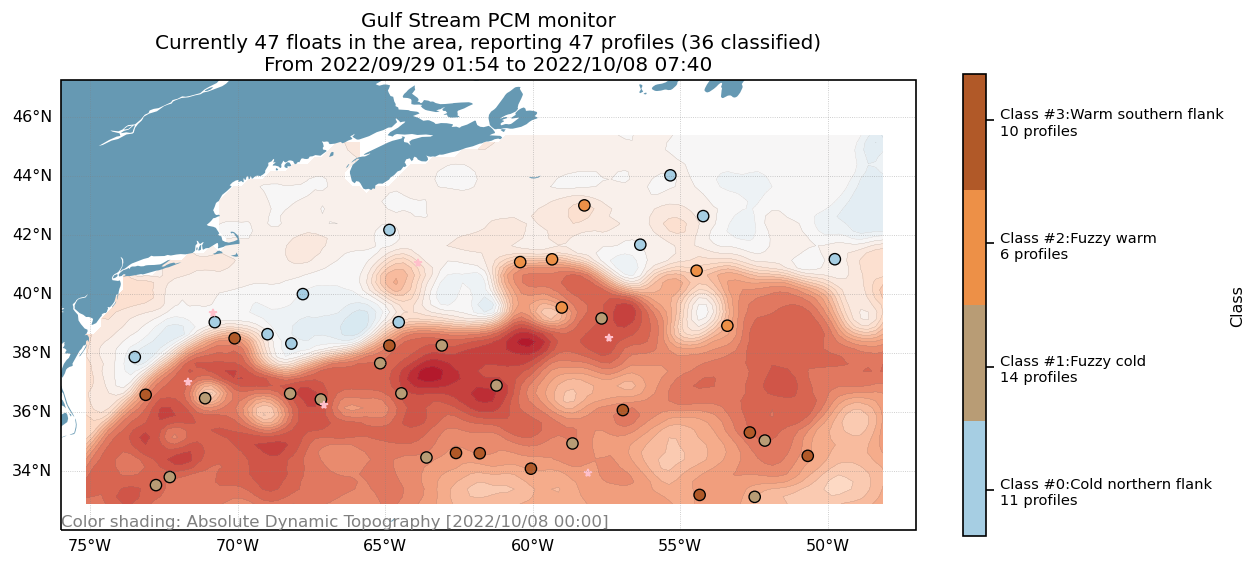 Gulf Stream PCM monitor
Currently 47 floats in the area, reporting 47 profiles (36 classified)
From 2022/09/29 01:54 to 2022/10/08 07:40
46°N
44°N
42°N
40°N
38°N
36°N
34°N
Color shading: Absolute Dynamic Topography [2022/10/08 00:00]
75°W
70°W
65°W
60°W
55°W
50°W
Class #3:Warm southern flank
10 profiles
Class #2:Fuzzy warm
6 profiles
Class #1:Fuzzy cold
14 profiles
Class #0:Cold northern flank
11 profiles
Class